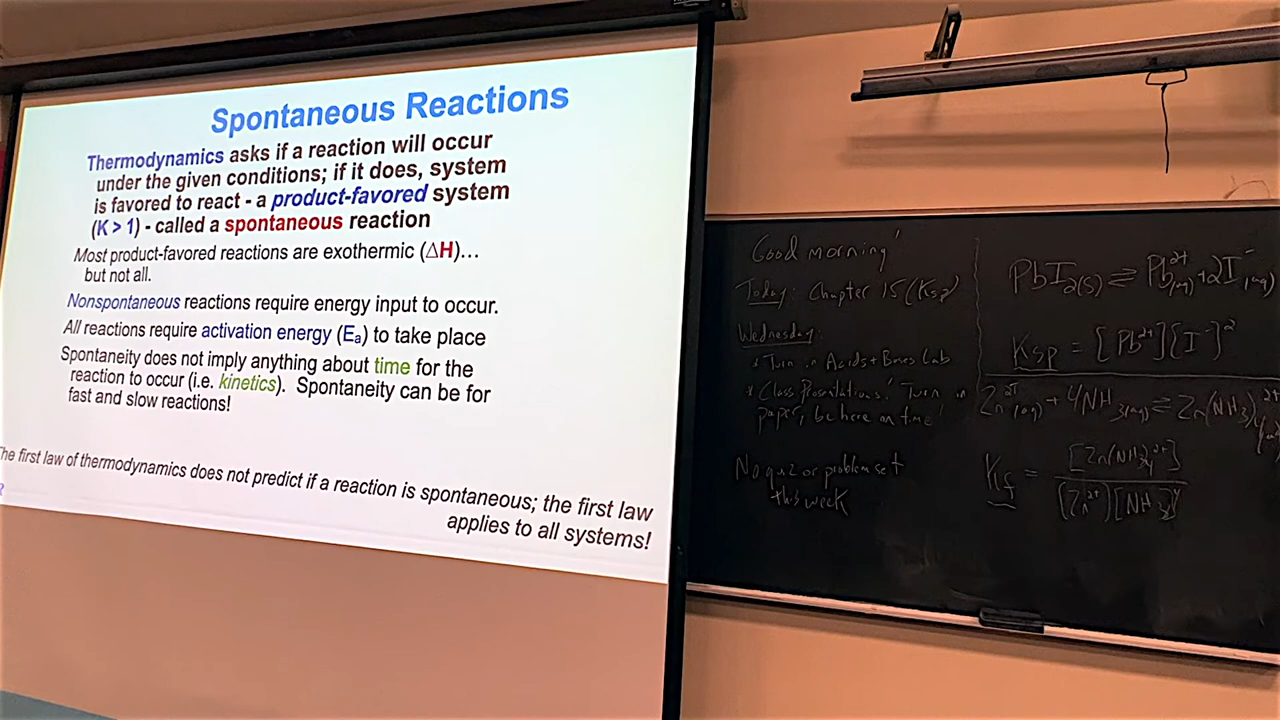 Spontaneous Reactions
Thermodynamics asks if a reaction will occur
under the given conditions; if it does, system
is favored to react - a product-favored system
(K > 1) - called a spontaneous reaction
Most product-favored reactions are exothermic (ΔH)...
but not all.
Nonspontaneous reactions require energy input to occur.
All reactions require activation energy (Eₐ) to take place
Spontaneity does not imply anything about time for the
reaction to occur (i.e. kinetics). Spontaneity can be for
fast and slow reactions!
The first law of thermodynamics does not predict if a reaction is spontaneous; the first law
applies to all systems!
Good morning!
Today: Chapter 15 (Ksp)
Wednesday:
* Turn in Acids + Bases Lab
* Class Presentations! Turn in
paper, be here on time!
No quiz or problem set
this week
PbI₂(s) ⇌ Pb²⁺(aq) + 2I⁻(aq)
Ksp = [Pb²⁺][I⁻]²
Zn²⁺(aq) + 4NH₃(aq) ⇌ Zn(NH₃)₄²⁺
Kf = [Zn(NH₃)₄²⁺]
[Zn²⁺][NH₃]⁴